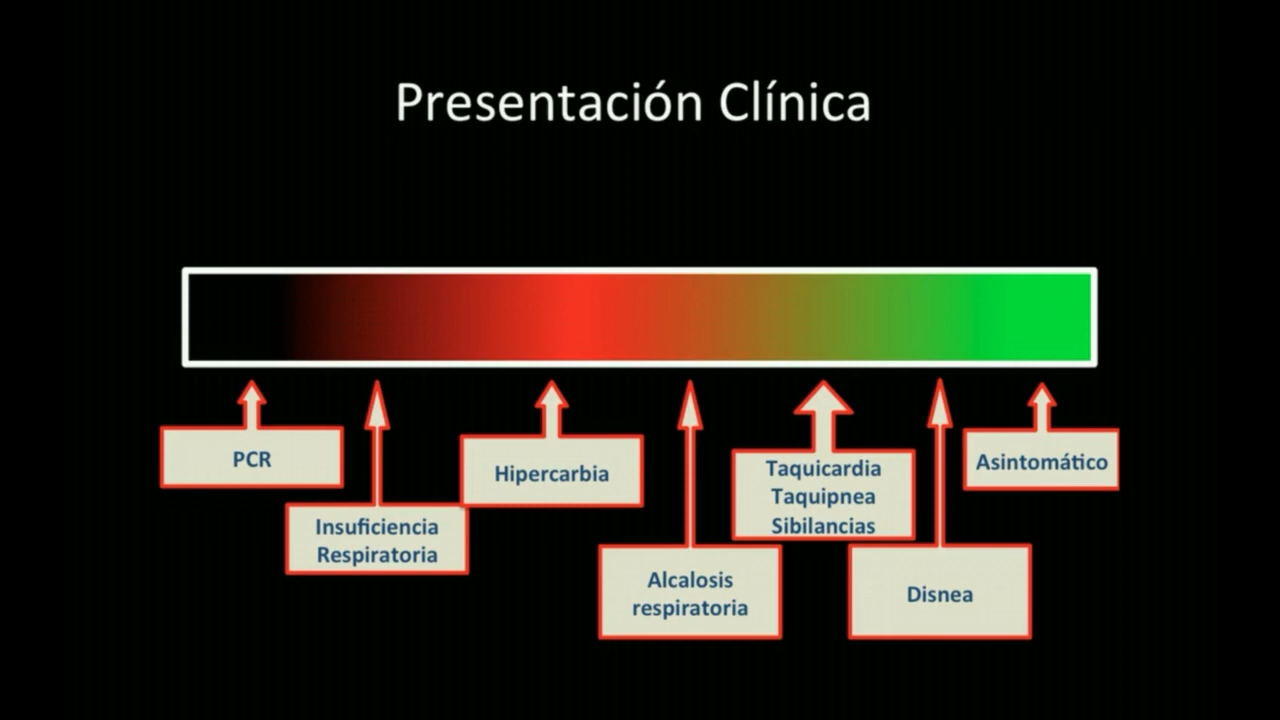 Presentación Clínica
PCR
Insuficiencia
Respiratoria
Hipercarbia
Alcalosis
respiratoria
Taquicardia
Taquipnea
Sibilancias
Disnea
Asintomático